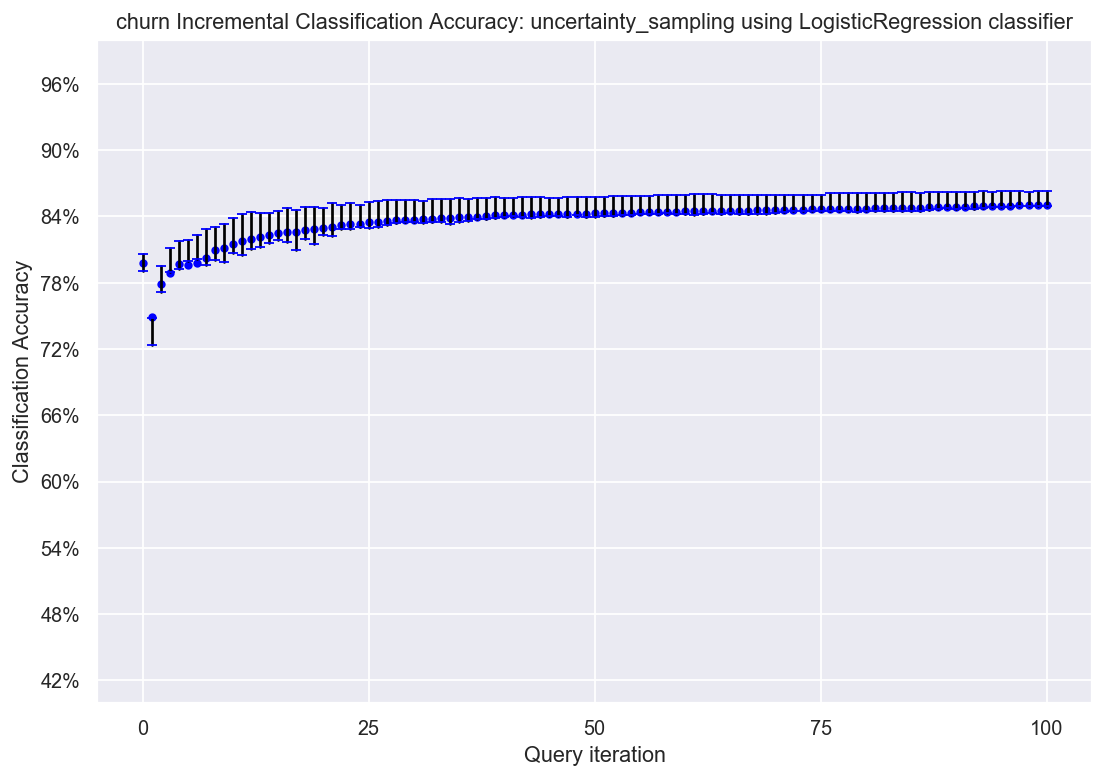 churn Incremental Classification Accuracy: uncertainty_sampling using LogisticRegression classifier
96%
90%
84%
78%
72%
66%
60%
54%
48%
42%
Classification Accuracy
0 25 50 75 100
Query iteration